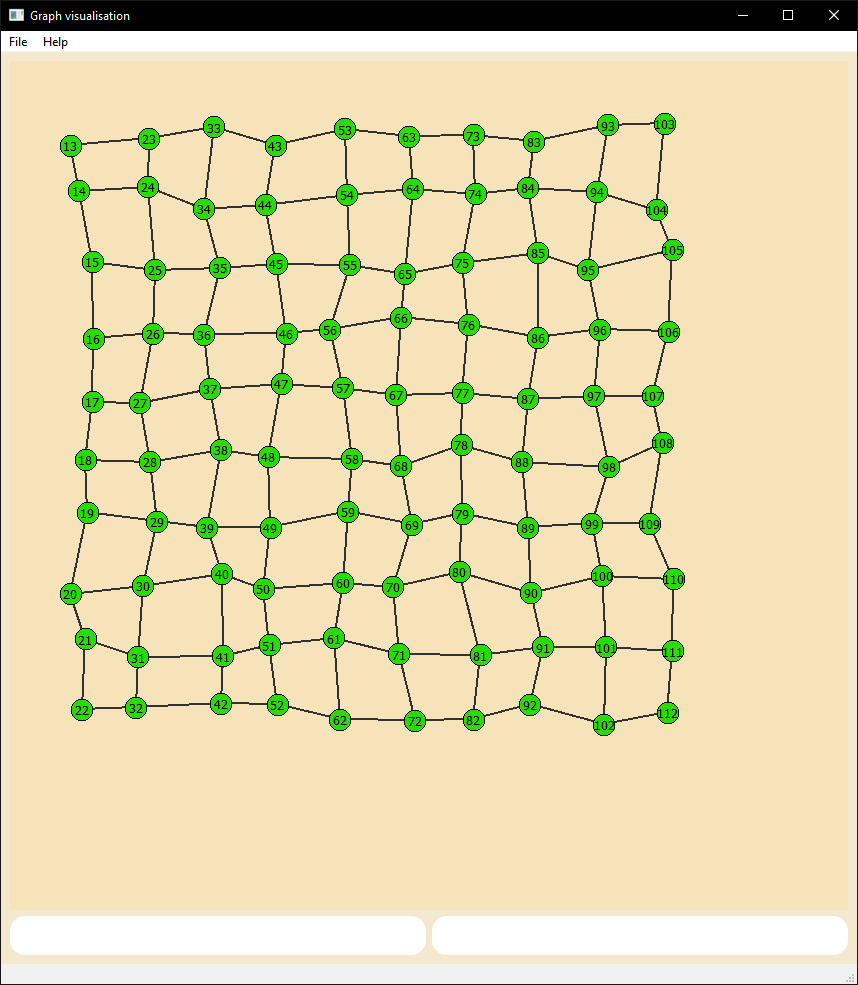 Graph visualisation
File Help
13 23 33 43 53 63 73 83 93 103
14 24 34 44 54 64 74 84 94 104
15 25 35 45 55 65 75 85 95 105
16 26 36 46 56 66 76 86 96 106
17 27 37 47 57 67 77 87 97 107
18 28 38 48 58 68 78 88 98 108
19 29 39 49 59 69 79 89 99 109
20 30 40 50 60 70 80 90 100 110
21 31 41 51 61 71 81 91 101 111
22 32 42 52 62 72 82 92 102 112